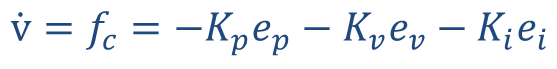 v̇ = f_c = −K_p e_p − K_v e_v − K_i e_i